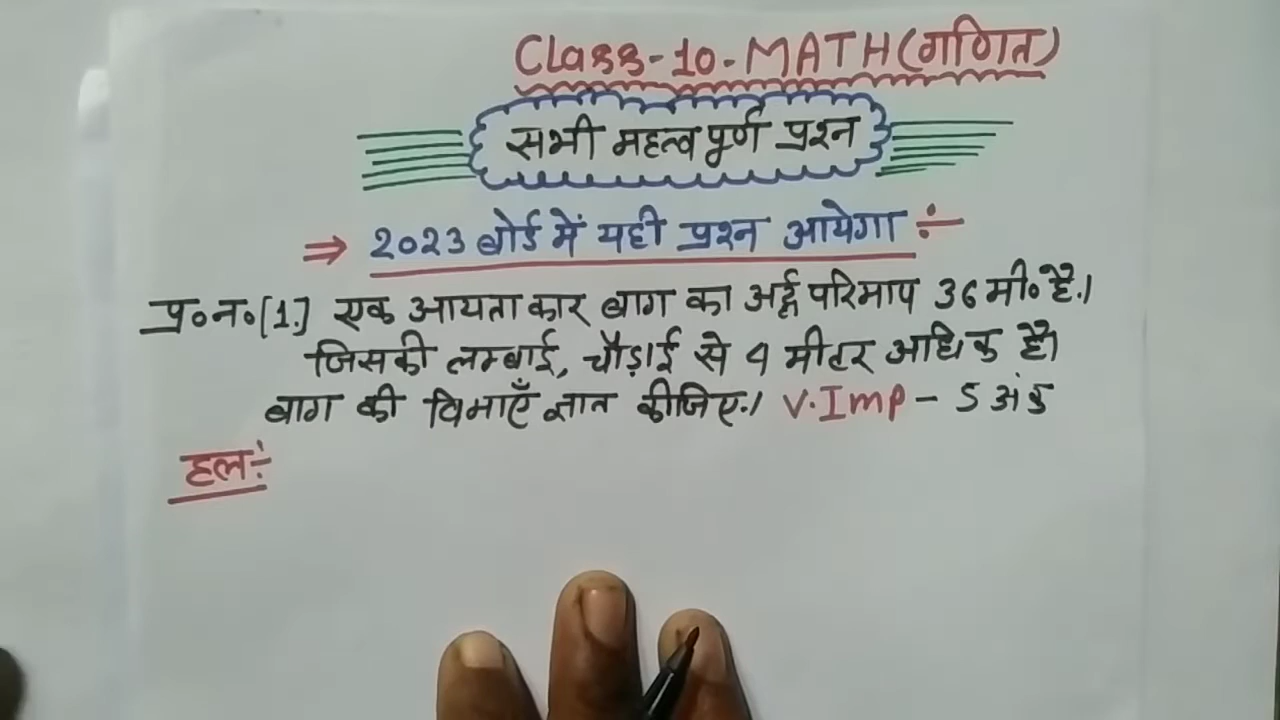 Class-10-MATH(गणित)
सभी महत्वपूर्ण प्रश्न
⇒ 2023 बोर्ड में यही प्रश्न आयेगा÷
प्र०न०[1.] एक आयताकार बाग का अर्द्ध परिमाप 36 मी० है.।
जिसकी लम्बाई, चौड़ाई से 4 मीटर अधिक है।
बाग की विमाएँ ज्ञात कीजिए.। V.Imp - 5 अंक
हल÷